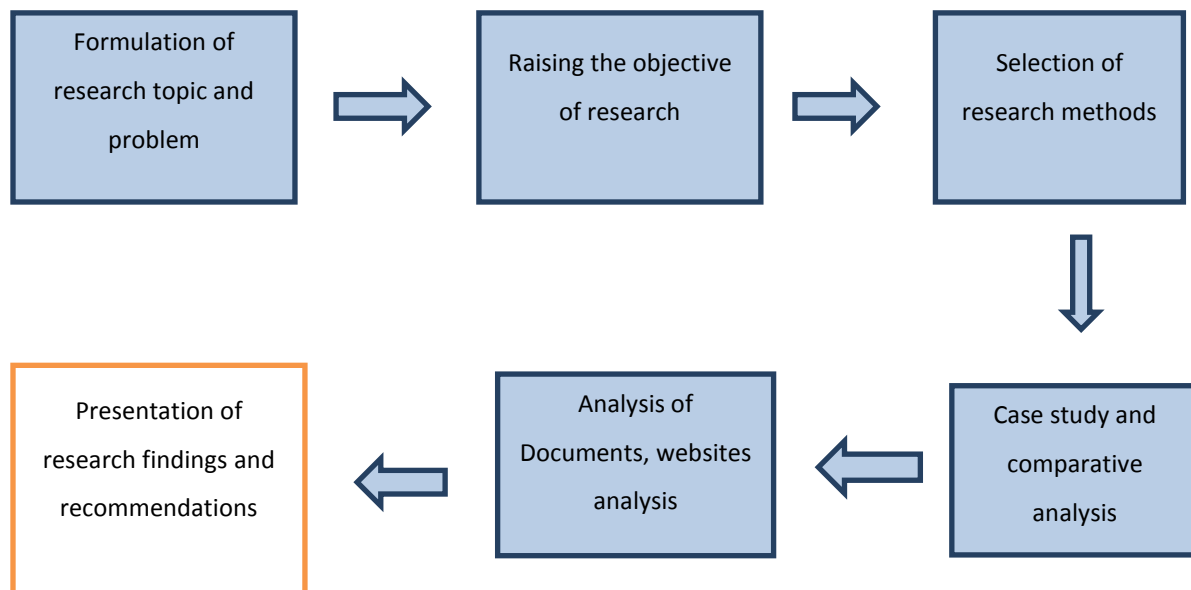 Formulation of
research topic and
problem
Raising the objective
of research
Selection of
research methods
Case study and
comparative
analysis
Analysis of
Documents, websites
analysis
Presentation of
research findings and
recommendations